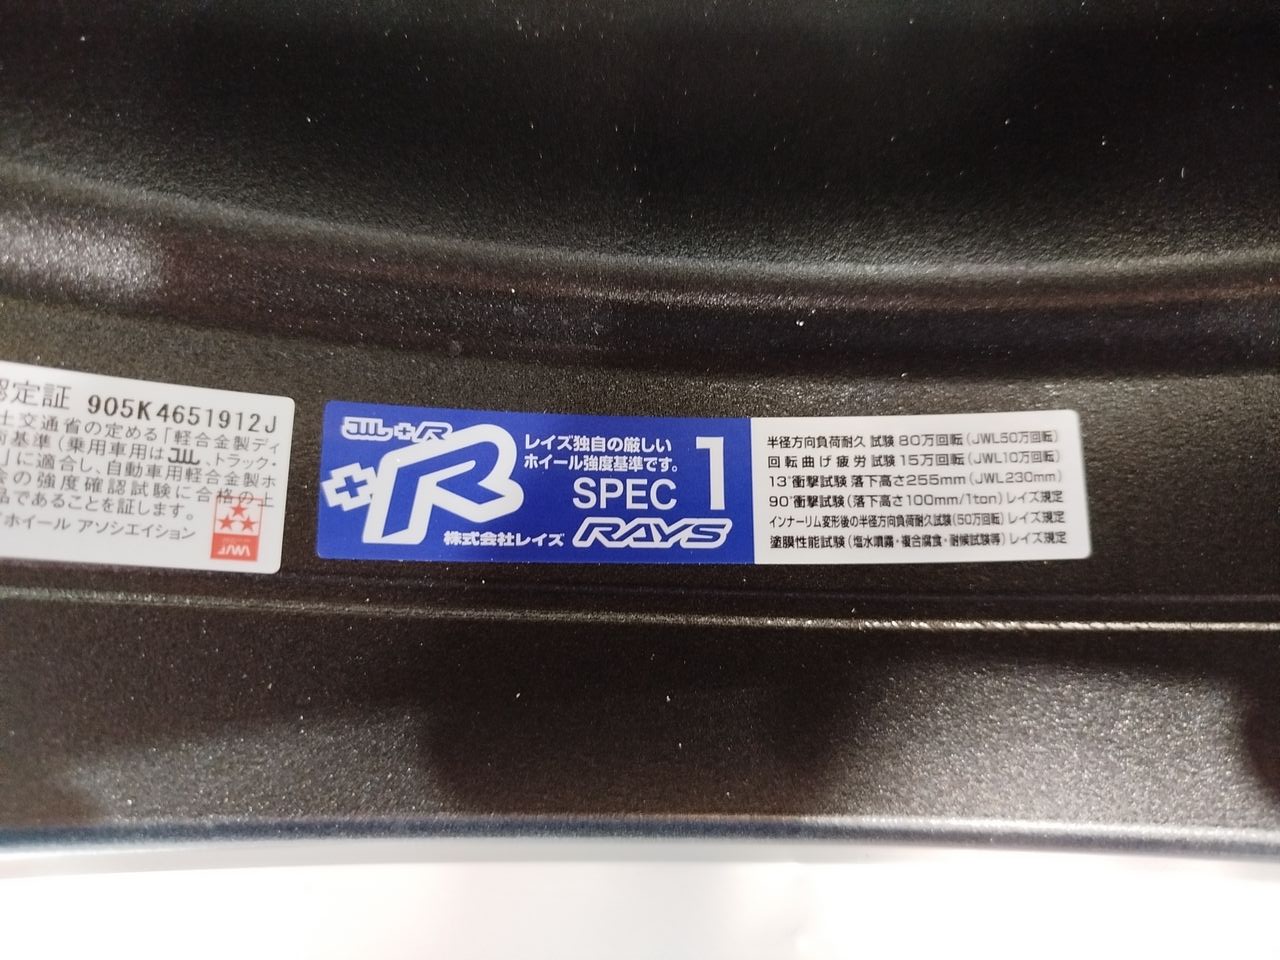 認定証 905K4651912J
土交通省の定める「軽合金製ディ
術基準(乗用車用はJWL、トラック・
」に適合し、自動車用軽合金製ホ
会の強度確認試験に合格の上
品であることを証します。
ホイール アソシエイション
JAWA
JWL+R
+R
レイズ独自の厳しい
ホイール強度基準です。
SPEC 1
株式会社レイズ RAYS
半径方向負荷耐久 試験 80万回転(JWL50万回転)
回転曲げ疲労 試験 15万回転(JWL10万回転)
13°衝撃試験 落下高さ255mm(JWL230mm)
90°衝撃試験(落下高さ100mm/1ton)レイズ規定
インナーリム変形後の半径方向負荷耐久試験(50万回転)レイズ規定
塗膜性能試験(塩水噴霧・複合腐食・耐候試験等)レイズ規定